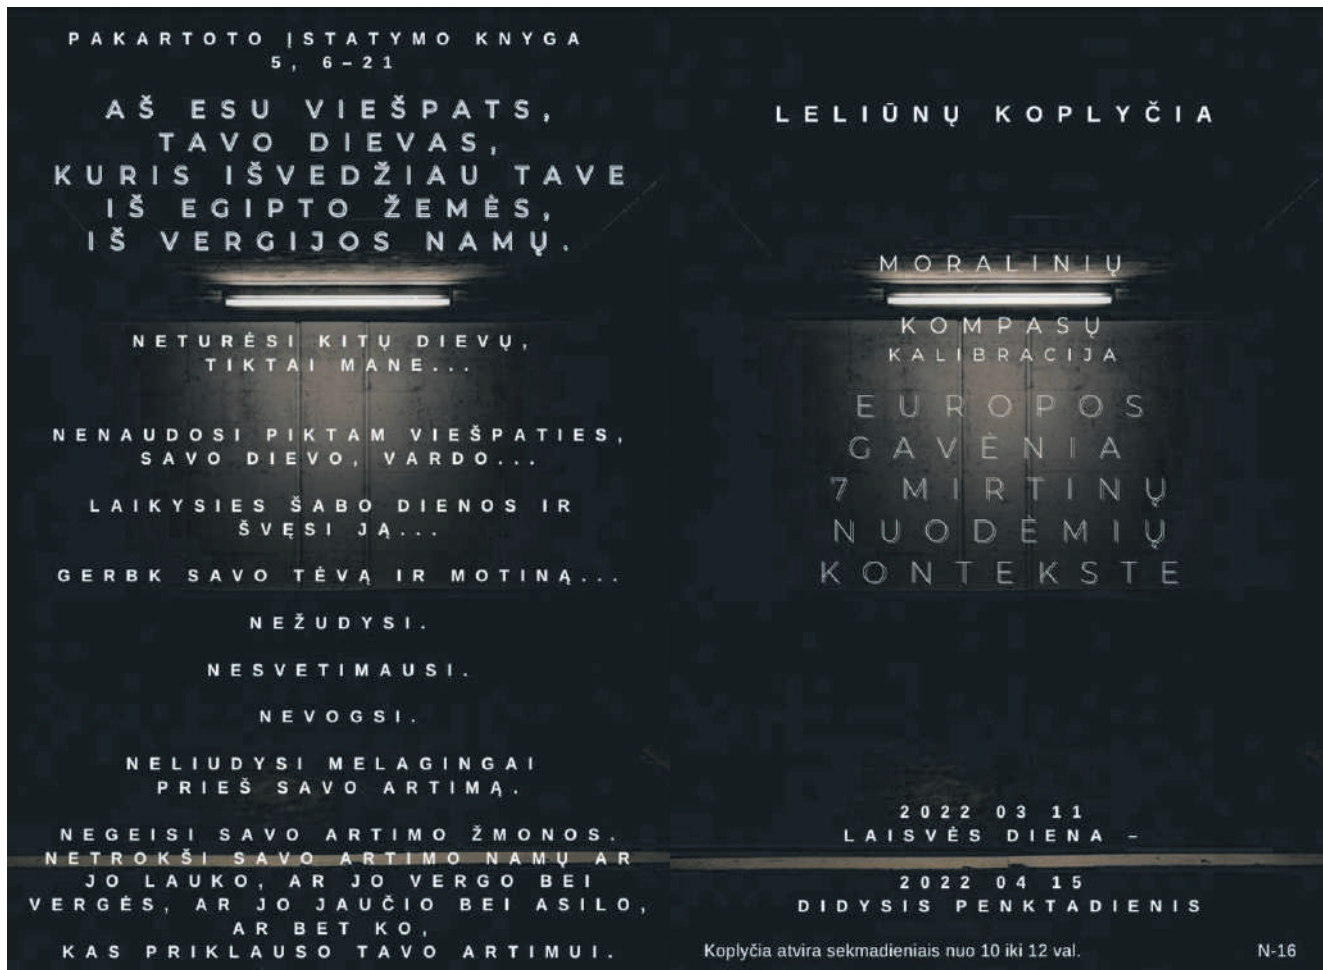 PAKARTOTO ĮSTATYMO KNYGA
5, 6–21
AŠ ESU VIEŠPATS,
TAVO DIEVAS,
KURIS IŠVEDŽIAU TAVE
IŠ EGIPTO ŽEMĖS,
IŠ VERGIJOS NAMŲ.
NETURĖSI KITŲ DIEVŲ,
TIKTAI MANE...
NENAUDOSI PIKTAM VIEŠPATIES,
SAVO DIEVO, VARDO...
LAIKYSIES ŠABO DIENOS IR
ŠVĘSI JĄ...
GERBK SAVO TĖVĄ IR MOTINĄ...
NEŽUDYSI.
NESVETIMAUSI.
NEVOGSI.
NELIUDYSI MELAGINGAI
PRIEŠ SAVO ARTIMĄ.
NEGEISI SAVO ARTIMO ŽMONOS.
NETROKŠI SAVO ARTIMO NAMŲ AR
JO LAUKO, AR JO VERGO BEI
VERGĖS, AR JO JAUČIO BEI ASILO,
AR BET KO,
KAS PRIKLAUSO TAVO ARTIMUI.
LELIŪNŲ KOPLYČIA
MORALINIŲ
KOMPASŲ
KALIBRACIJA
EUROPOS
GAVĖNIA
7 MIRTINŲ
NUODĖMIŲ
KONTEKSTE
2022 03 11
LAISVĖS DIENA –
2022 04 15
DIDYSIS PENKTADIENIS
Koplyčia atvira sekmadieniais nuo 10 iki 12 val.
N-16